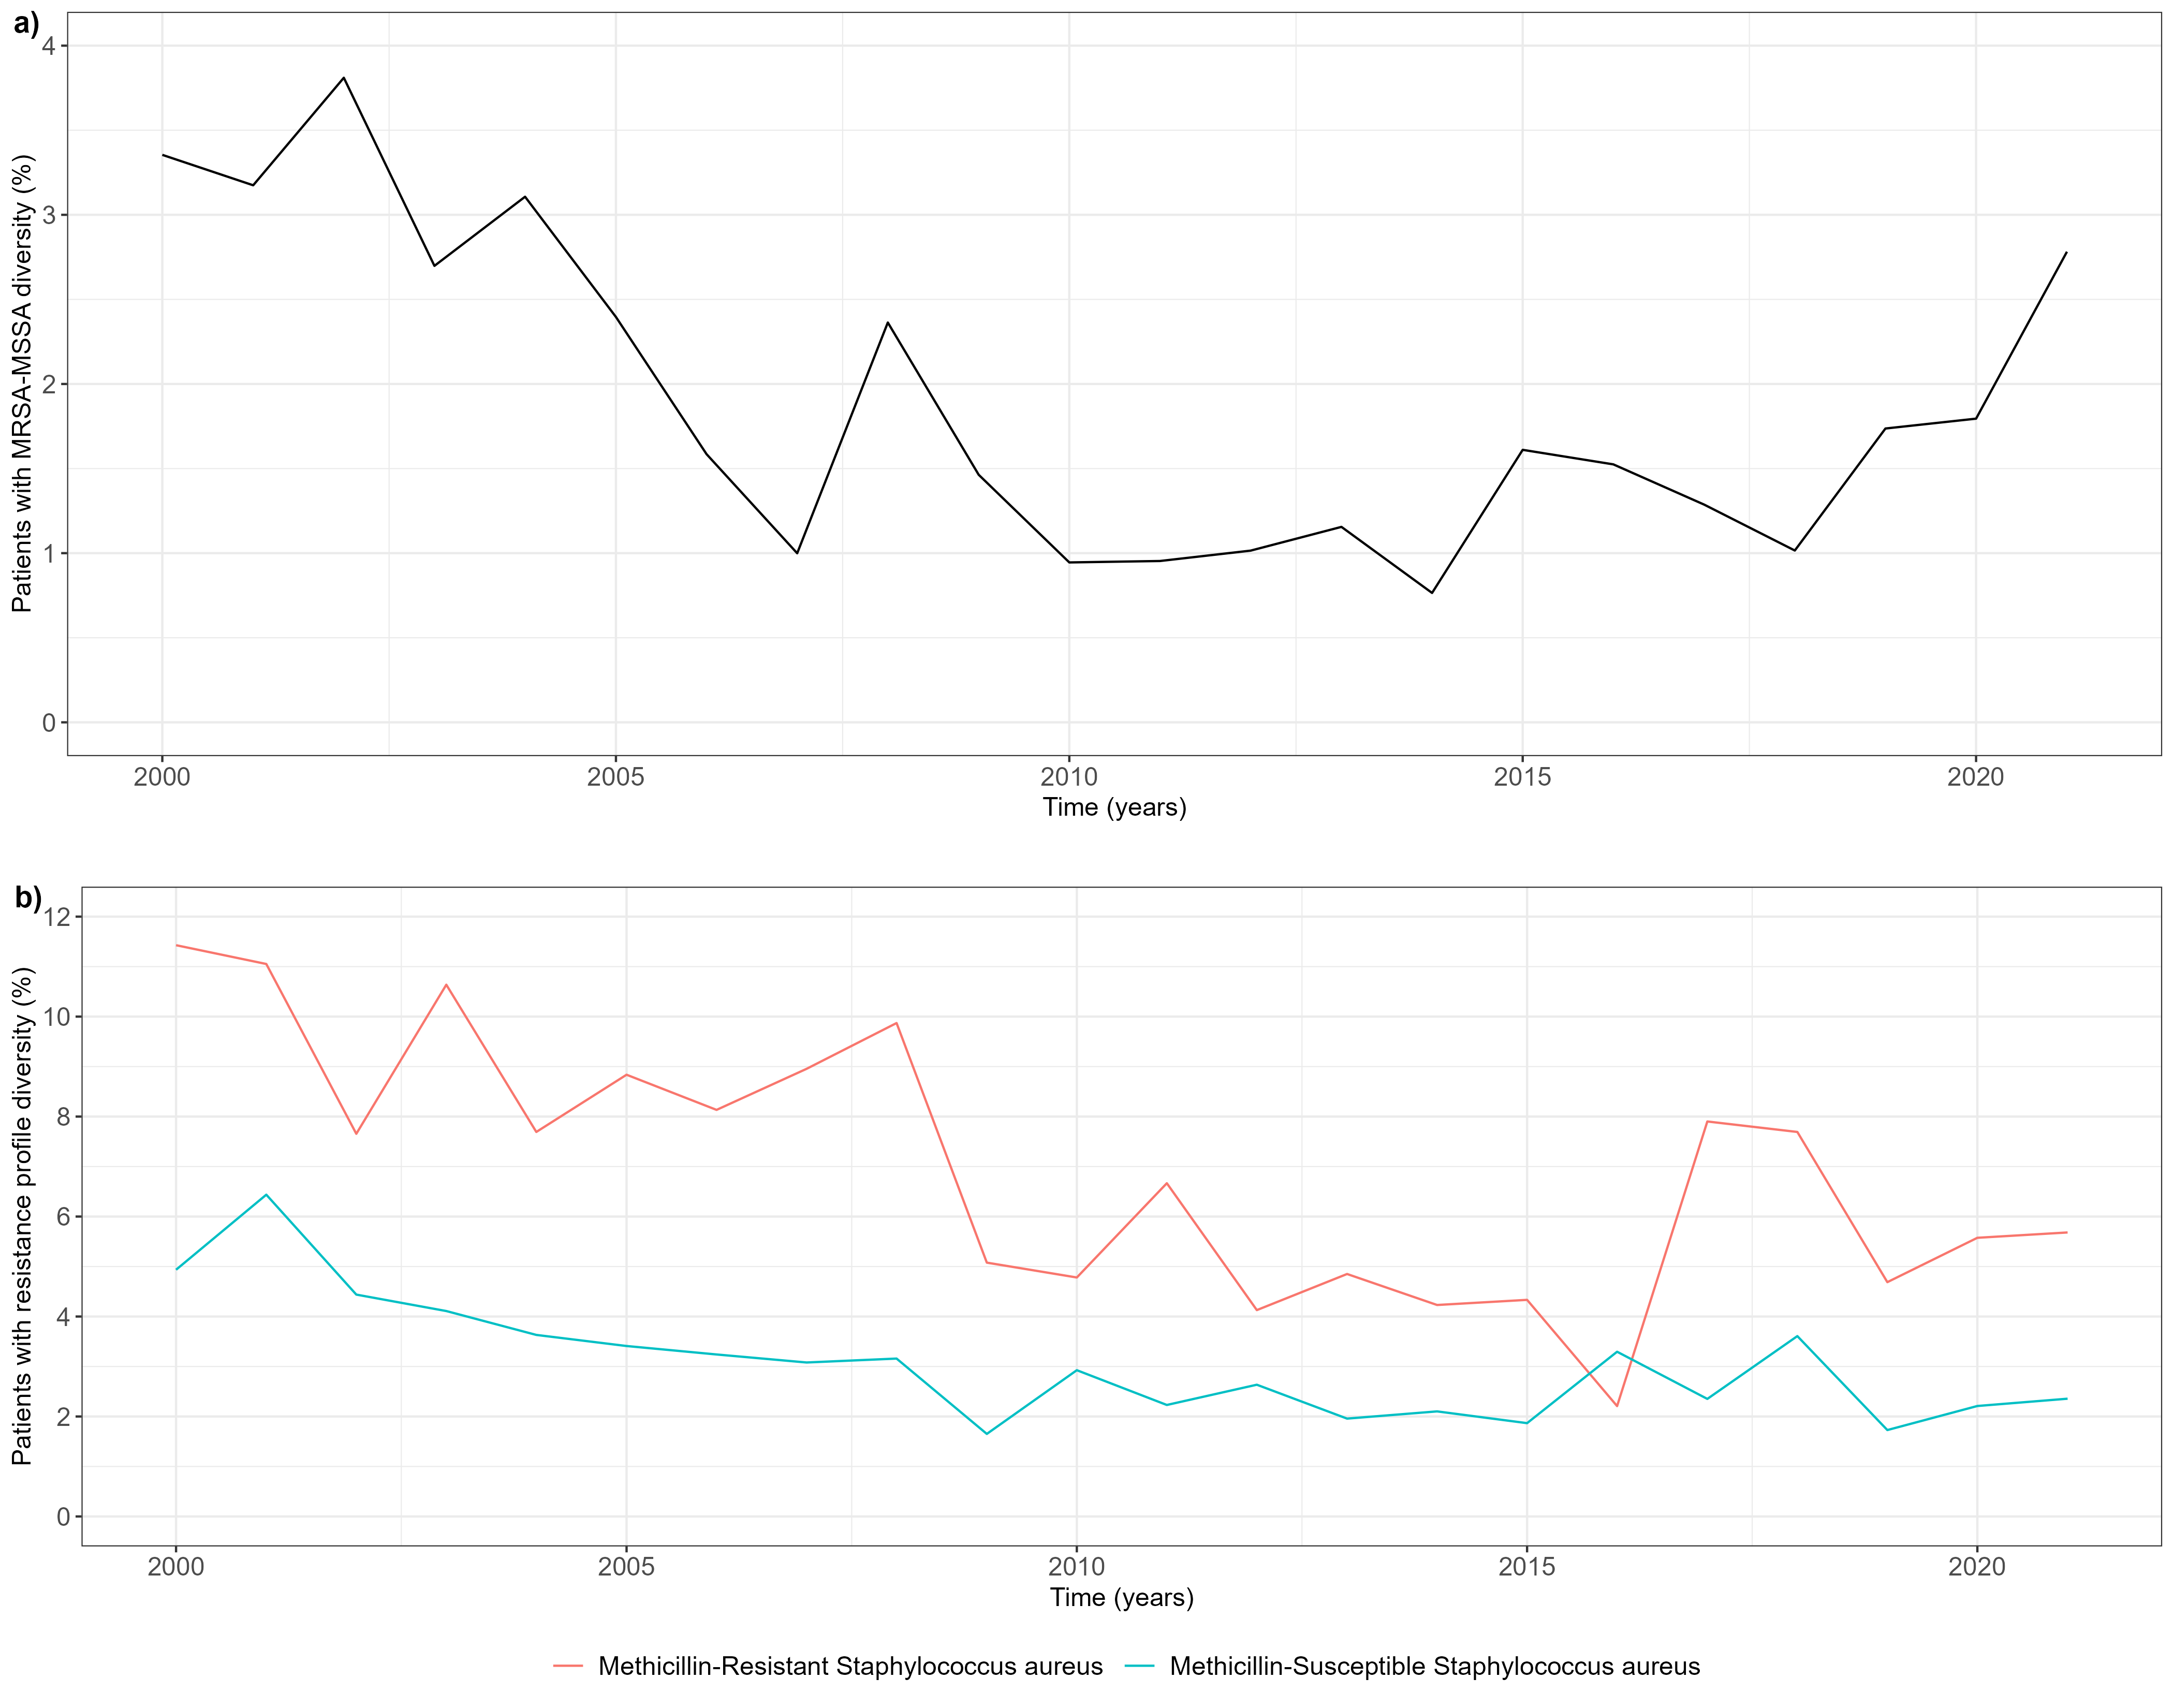 a)
Patients with MRSA-MSSA diversity (%)
4
3
2
1
0
2000 2005 2010 2015 2020
Time (years)
b)
Patients with resistance profile diversity (%)
12
10
8
6
4
2
0
2000 2005 2010 2015 2020
Time (years)
Methicillin-Resistant Staphylococcus aureus Methicillin-Susceptible Staphylococcus aureus